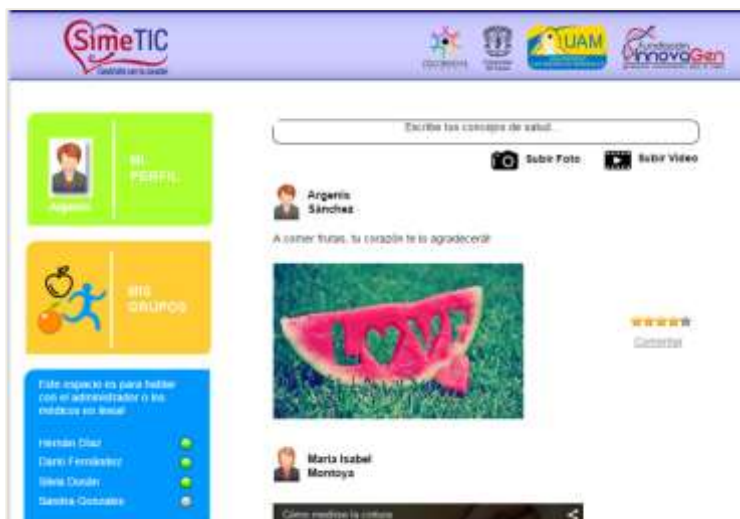 SimeTIC
COLCIENCIAS
UAM
Fundación
InnovaGen
Escribe tus consejos de salud...
Subir Foto
Subir Video
MI
PERFIL
Argenis
Argenis
Sánchez
A comer frutas, tu corazón te lo agradecerá!
LOVE
MIS
GRUPOS
Comentar
Este espacio es para hablar
con el administrador o los
médicos en línea!
Hernán Díaz
Darío Fernández
Silvia Durán
Sandra Gonzales
María Isabel
Montoya
Cómo medirse la cintura